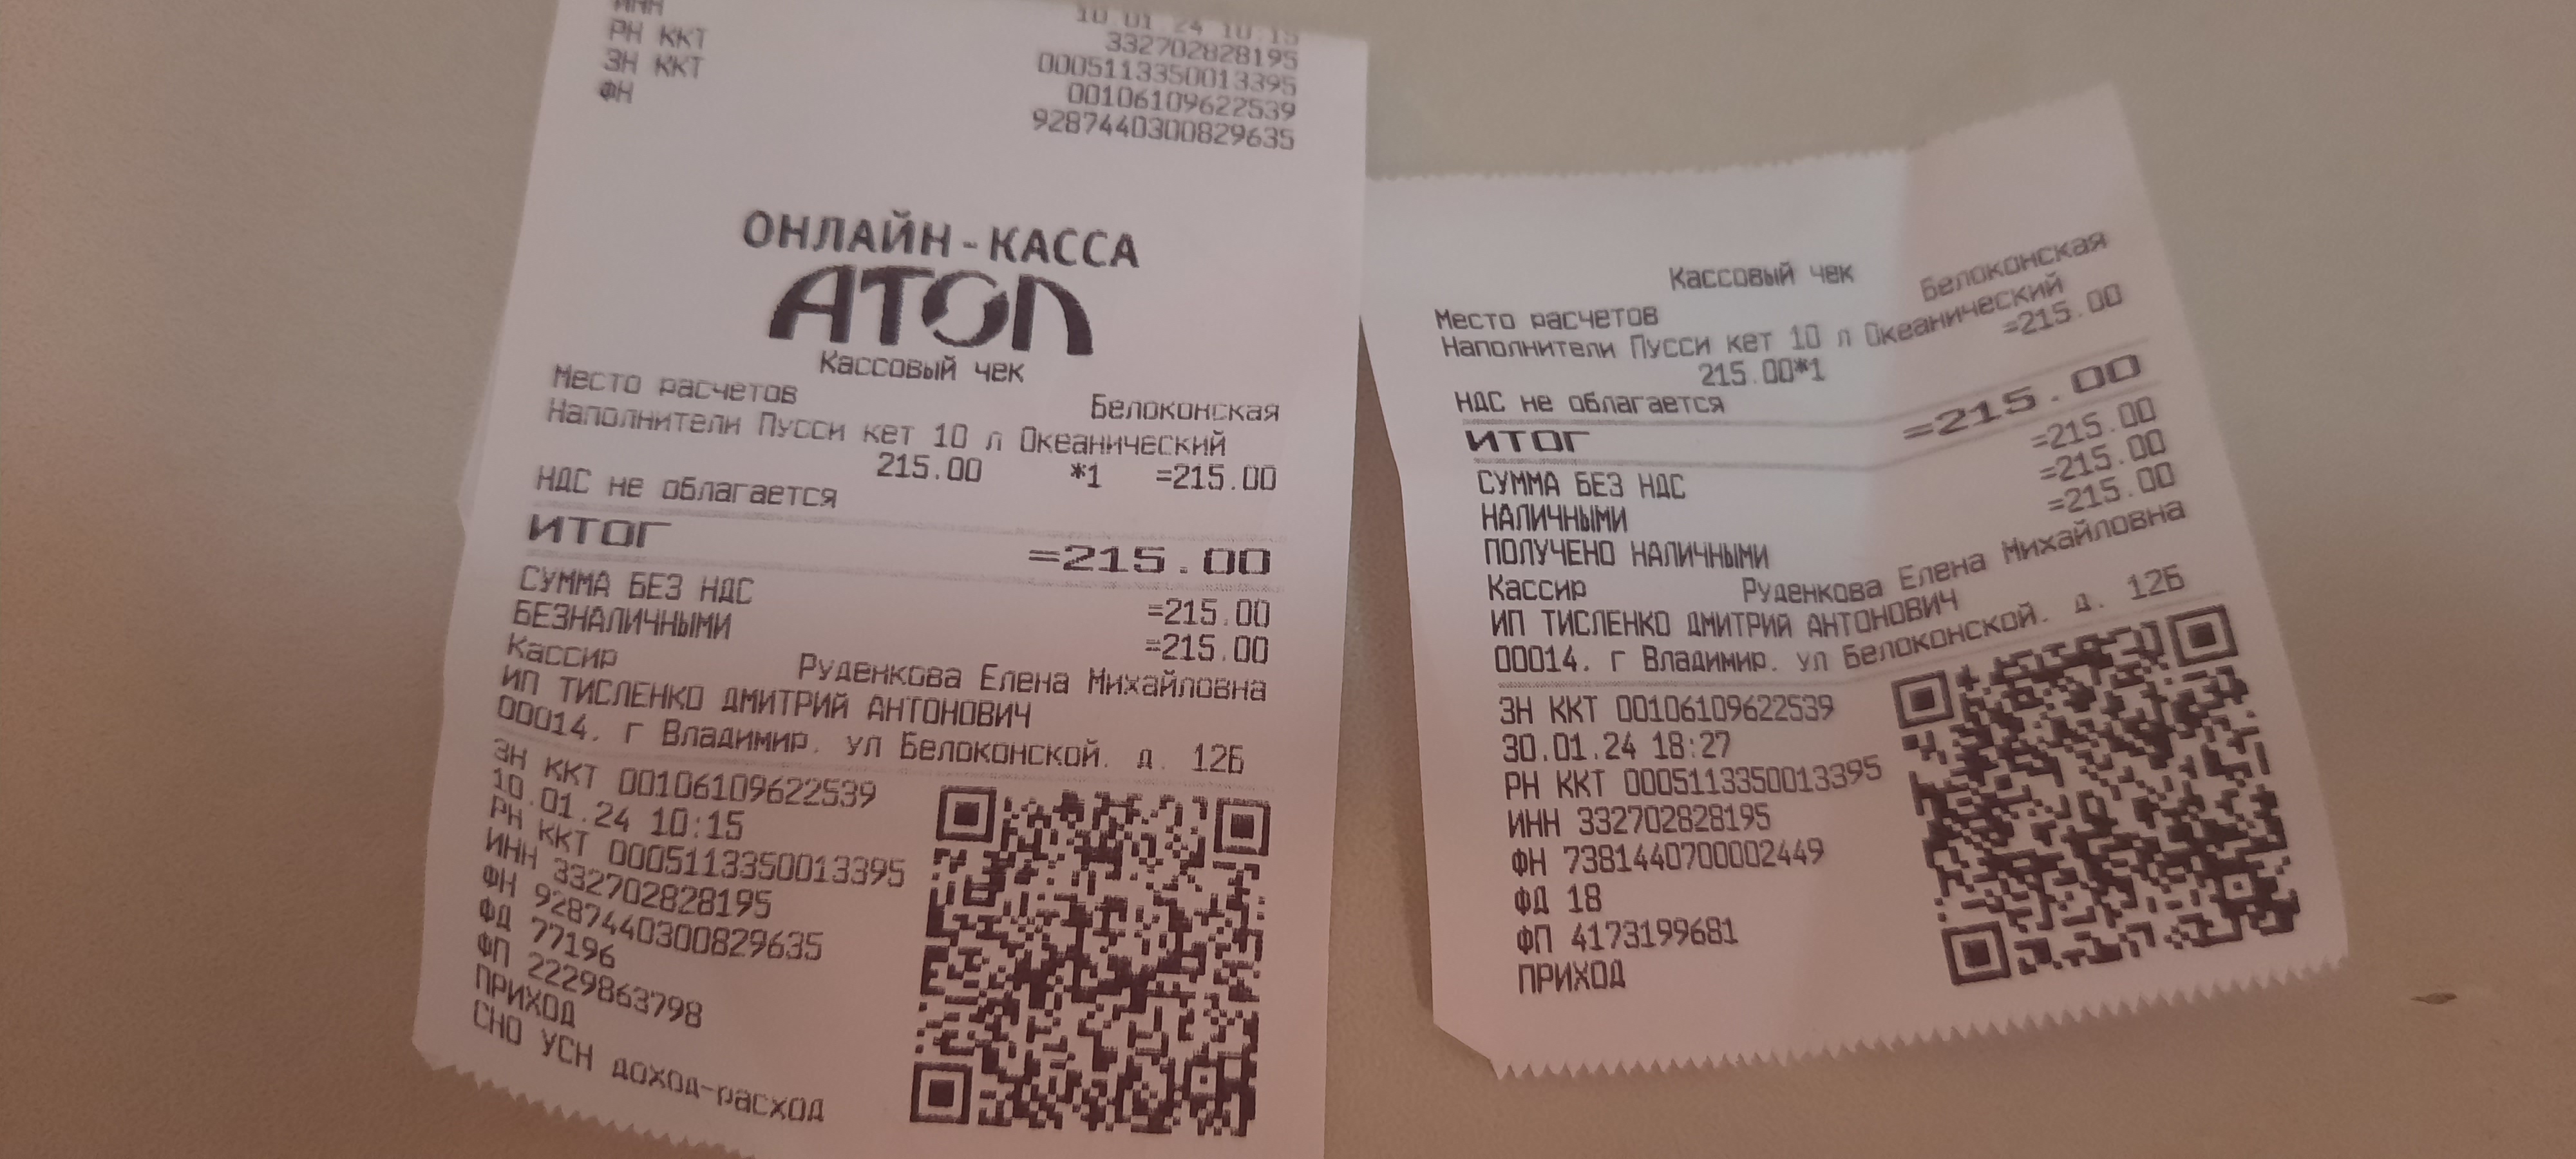 ИНН
РН ККТ
ЗН ККТ
ФН
10.01.24 10:15
332702828195
0005113350013395
00106109622539
9287440300829635
ОНЛАЙН-КАССА
АТОЛ
Кассовый чек
Место расчетов Белоконская
Наполнители Пусси кет 10 л Океанический
215.00 *1 =215.00
НДС не облагается
ИТОГ =215.00
СУММА БЕЗ НДС =215.00
БЕЗНАЛИЧНЫМИ =215.00
Кассир Руденкова Елена Михайловна
ИП ТИСЛЕНКО ДМИТРИЙ АНТОНОВИЧ
00014. г Владимир. ул Белоконской. д. 12Б
ЗН ККТ 00106109622539
10.01.24 10:15
РН ККТ 0005113350013395
ИНН 332702828195
ФН 9287440300829635
ФД 77196
ФП 2229863798
ПРИХОД
СНО УСН доход-расход
Кассовый чек
Место расчетов Белоконская
Наполнители Пусси кет 10 л Океанический
215.00*1 =215.00
НДС не облагается
ИТОГ =215.00
СУММА БЕЗ НДС =215.00
НАЛИЧНЫМИ =215.00
ПОЛУЧЕНО НАЛИЧНЫМИ =215.00
Кассир Руденкова Елена Михайловна
ИП ТИСЛЕНКО ДМИТРИЙ АНТОНОВИЧ
00014. г Владимир. ул Белоконской. д. 12Б
ЗН ККТ 00106109622539
30.01.24 18:27
РН ККТ 0005113350013395
ИНН 332702828195
ФН 7381440700002449
ФД 18
ФП 4173199681
ПРИХОД